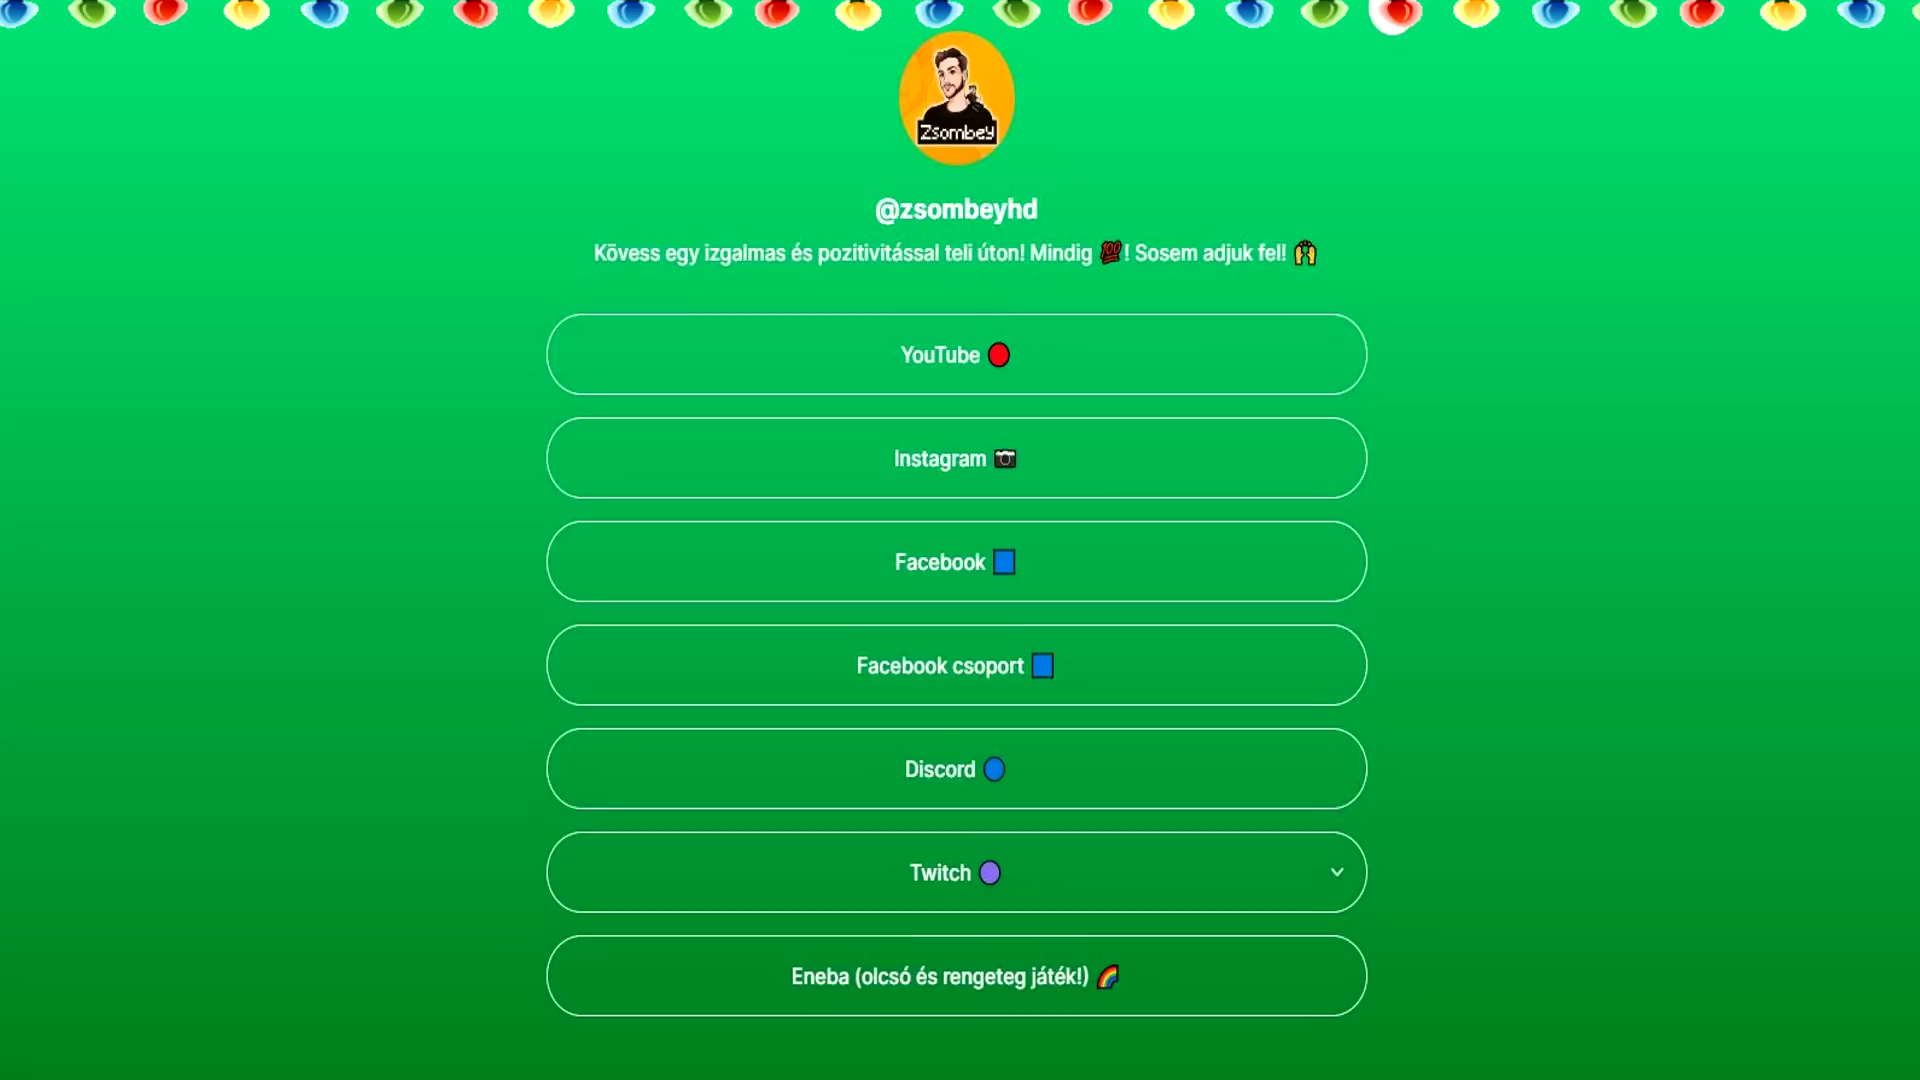 Zsombey
@zsombeyhd
Kövess egy izgalmas és pozitivitással teli úton! Mindig 💯! Sosem adjuk fel! 🙌
YouTube 🔴
Instagram 📷
Facebook 🟦
Facebook csoport 🟦
Discord 🔵
Twitch 🟣
Eneba (olcsó és rengeteg játék!) 🌈